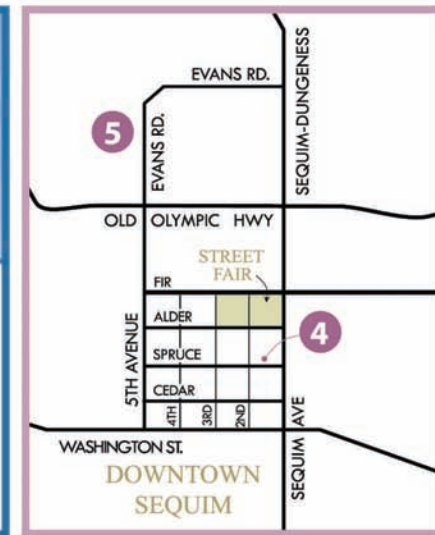 EVANS RD.
SEQUIM-DUNGENESS
5
EVANS RD.
OLD OLYMPIC HWY
STREET
FAIR
FIR
ALDER
4
5TH AVENUE
SPRUCE
CEDAR
4TH
3RD
2ND
SEQUIM AVE
WASHINGTON ST.
DOWNTOWN
SEQUIM